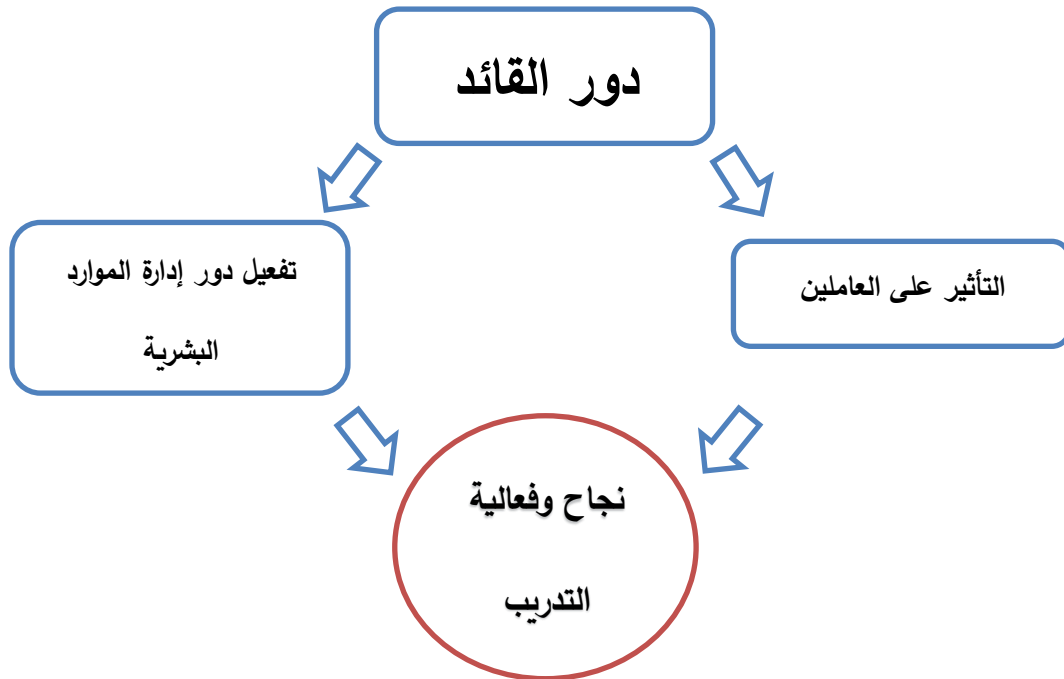 دور القائد
التأثير على العاملين
تفعيل دور إدارة الموارد
البشرية
نجاح وفعالية
التدريب